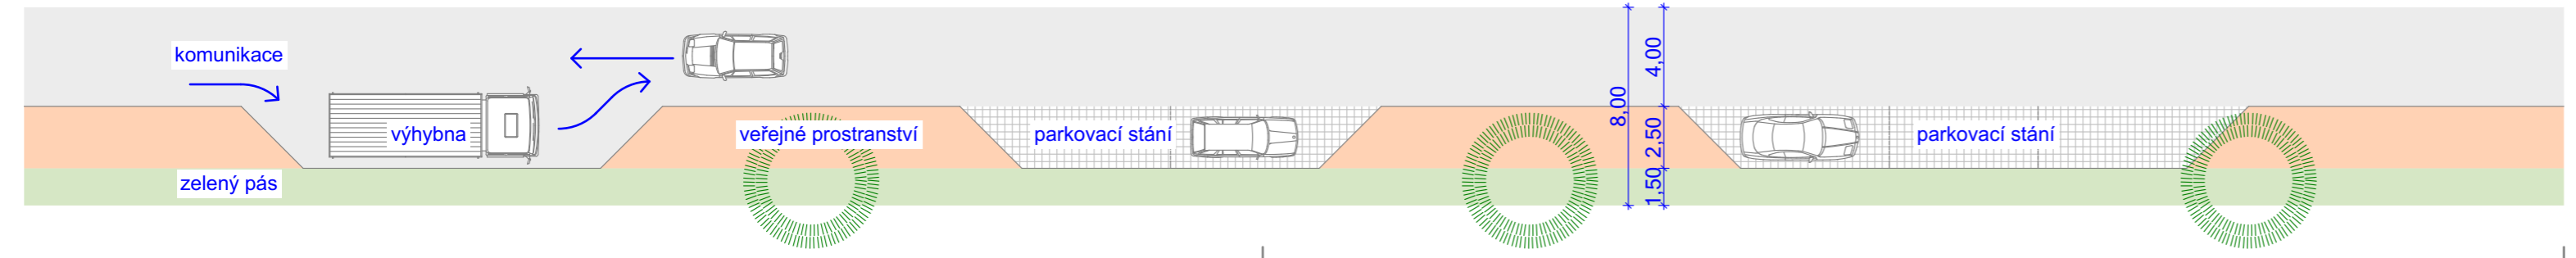 komunikace
výhybna
zelený pás
veřejné prostranství
parkovací stání
8,00
4,00
2,50
1,50
parkovací stání